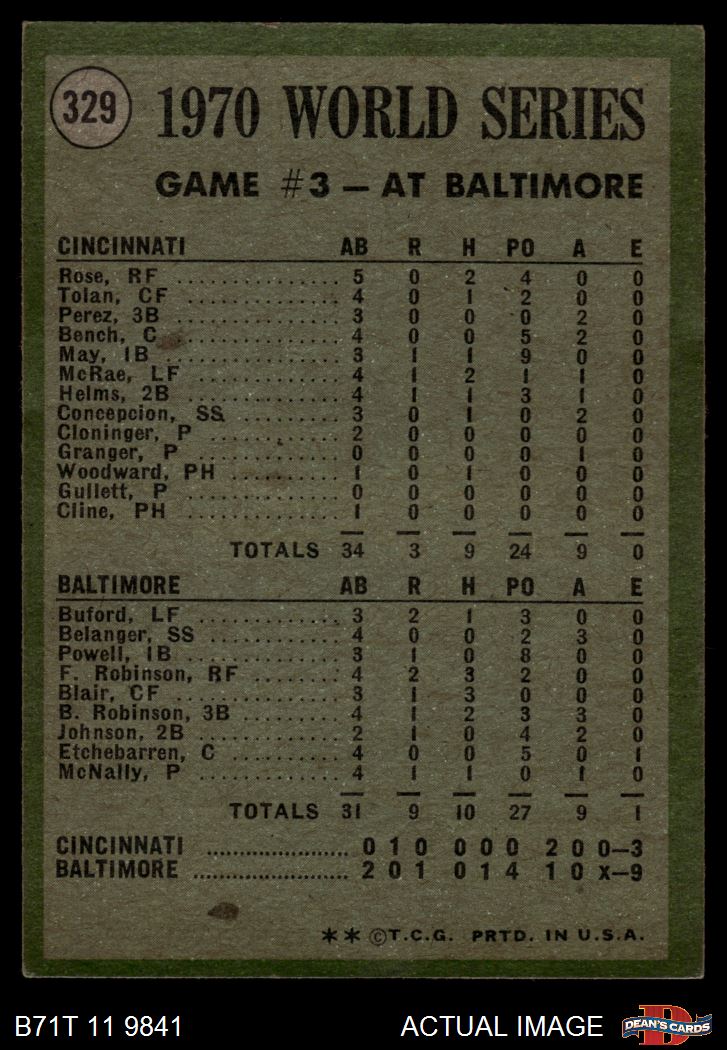 329
1970 WORLD SERIES
GAME #3 — AT BALTIMORE
CINCINNATI AB R H PO A E
Rose, RF ................ 5 0 2 4 0 0
Tolan, CF ............... 4 0 1 2 0 0
Perez, 3B ............... 3 0 0 0 2 0
Bench, C ................ 4 0 0 5 2 0
May, 1B ................ 3 1 1 9 0 0
McRae, LF .............. 4 1 2 1 1 0
Helms, 2B .............. 4 1 1 3 1 0
Concepcion, SS ......... 3 0 1 0 2 0
Cloninger, P ............ 2 0 0 0 0 0
Granger, P .............. 0 0 0 0 1 0
Woodward, PH .......... 1 0 1 0 0 0
Gullett, P ............... 0 0 0 0 0 0
Cline, PH .............. 1 0 0 0 0 0
TOTALS 34 3 9 24 9 0
BALTIMORE AB R H PO A E
Buford, LF .............. 3 2 1 3 0 0
Belanger, SS ............ 4 0 0 2 3 0
Powell, 1B .............. 3 1 0 8 0 0
F. Robinson, RF ........ 4 2 3 2 0 0
Blair, CF ............... 3 1 3 0 0 0
B. Robinson, 3B ......... 4 1 2 3 3 0
Johnson, 2B ............. 2 1 0 4 2 0
Etchebarren, C .......... 4 0 0 5 0 1
McNally, P ............. 4 1 1 0 1 0
TOTALS 31 9 10 27 9 1
CINCINNATI ...................... 0 1 0 0 0 0 2 0 0—3
BALTIMORE ........................ 2 0 1 0 1 4 1 0 X—9
** ©T.C.G. PRTD. IN U.S.A.
B71T 11 9841 ACTUAL IMAGE
D
DEAN'S CARDS